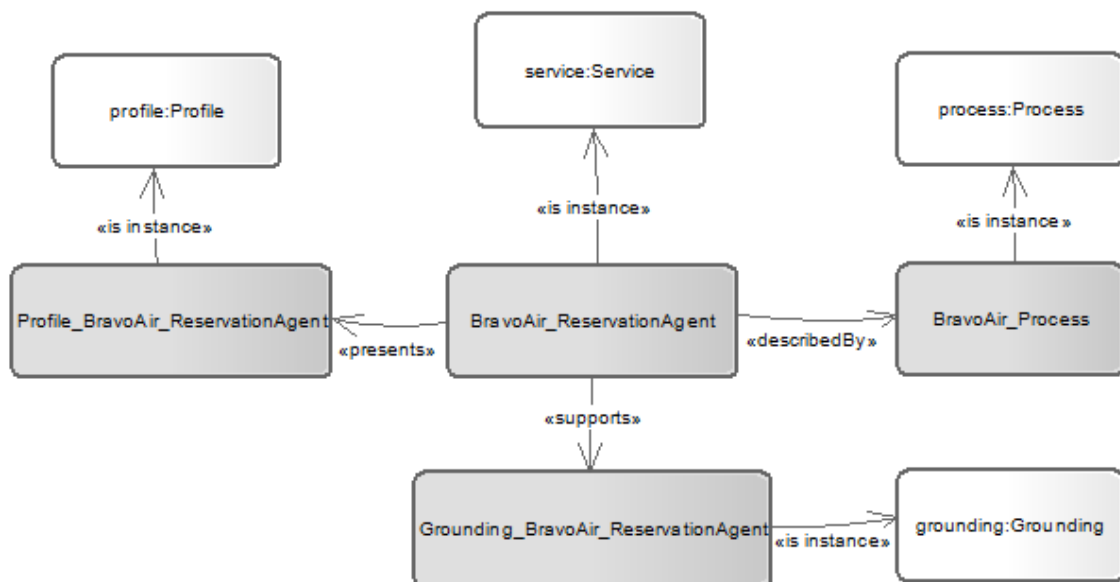 service:Service
profile:Profile
process:Process
«is instance»
«is instance»
«is instance»
Profile_BravoAir_ReservationAgent
BravoAir_ReservationAgent
BravoAir_Process
«presents»
«describedBy»
«supports»
Grounding_BravoAir_ReservationAgent
«is instance»
grounding:Grounding